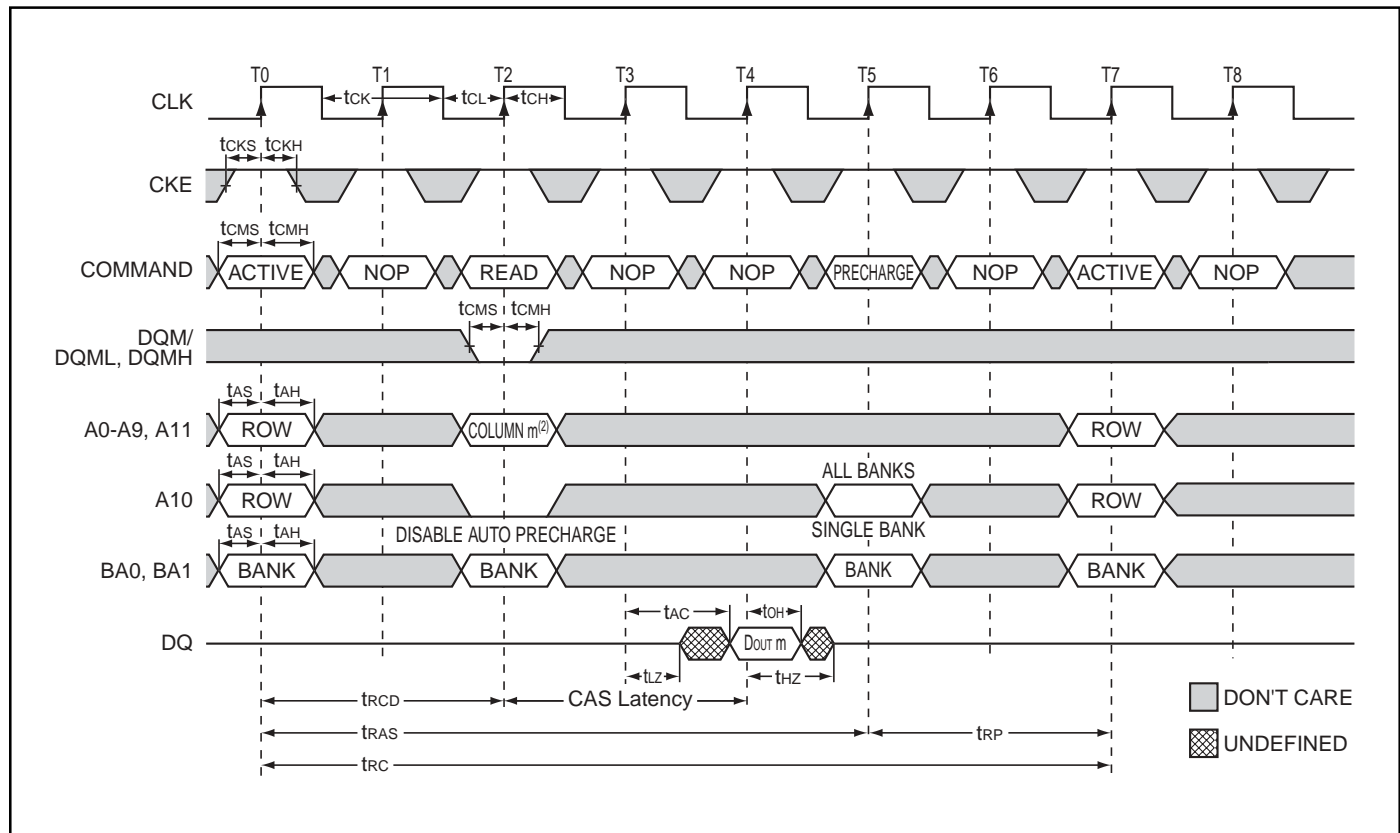 T0 T1 T2 T3 T4 T5 T6 T7 T8
tCK tCL tCH
CLK
tCKS tCKH
CKE
tCMS tCMH
COMMAND ACTIVE NOP READ NOP NOP PRECHARGE NOP ACTIVE NOP
tCMS tCMH
DQM/
DQML, DQMH
tAS tAH
A0-A9, A11 ROW COLUMN m(2) ROW
tAS tAH ALL BANKS
A10 ROW ROW
DISABLE AUTO PRECHARGE SINGLE BANK
tAS tAH
BA0, BA1 BANK BANK BANK BANK
tAC tOH
DQ DOUT m
tLZ tHZ
tRCD CAS Latency
DON'T CARE
tRAS tRP
UNDEFINED
tRC